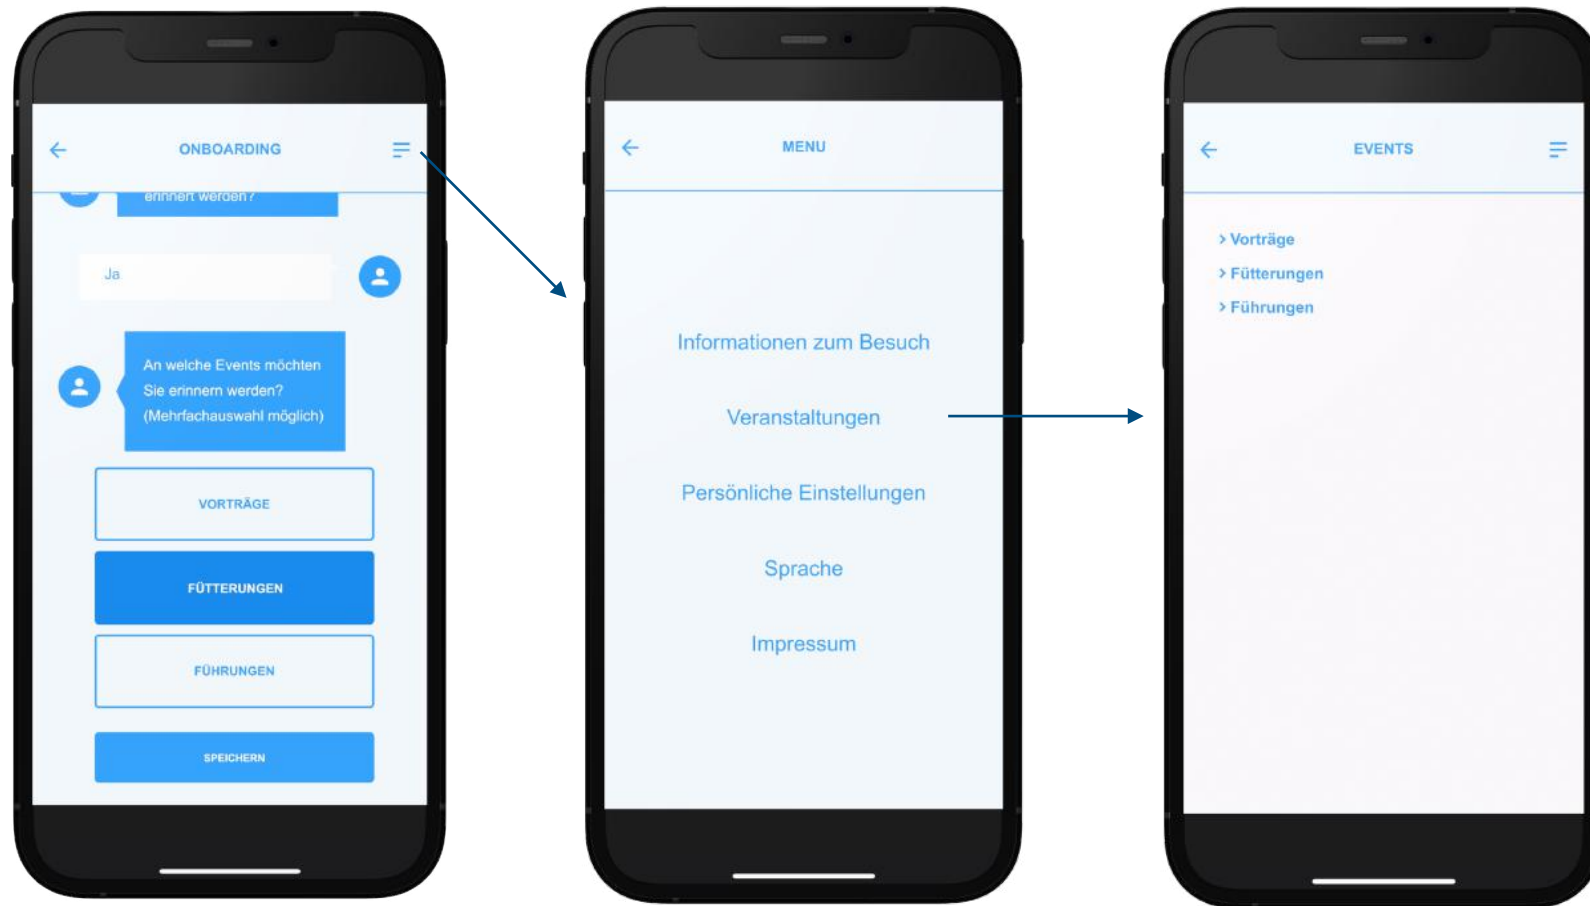 ONBOARDING
erinnert werden?
Ja
An welche Events möchten
Sie erinnern werden?
(Mehrfachauswahl möglich)
VORTRÄGE
FÜTTERUNGEN
FÜHRUNGEN
SPEICHERN
MENU
Informationen zum Besuch
Veranstaltungen
Persönliche Einstellungen
Sprache
Impressum
EVENTS
> Vorträge
> Fütterungen
> Führungen